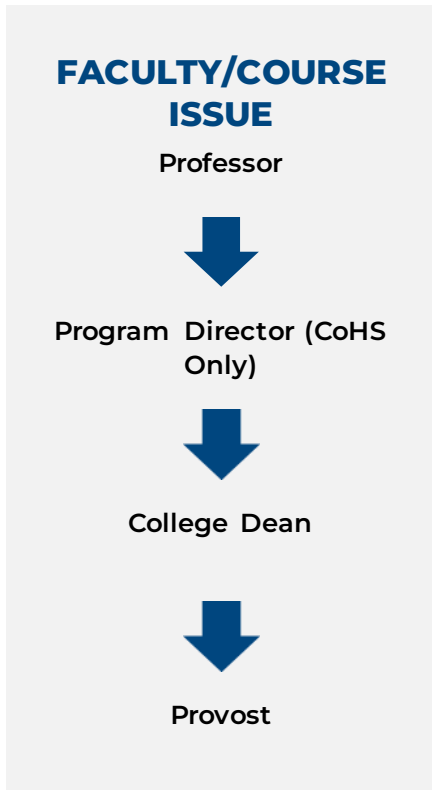 FACULTY/COURSE
ISSUE
Professor
Program Director (CoHS
Only)
College Dean
Provost